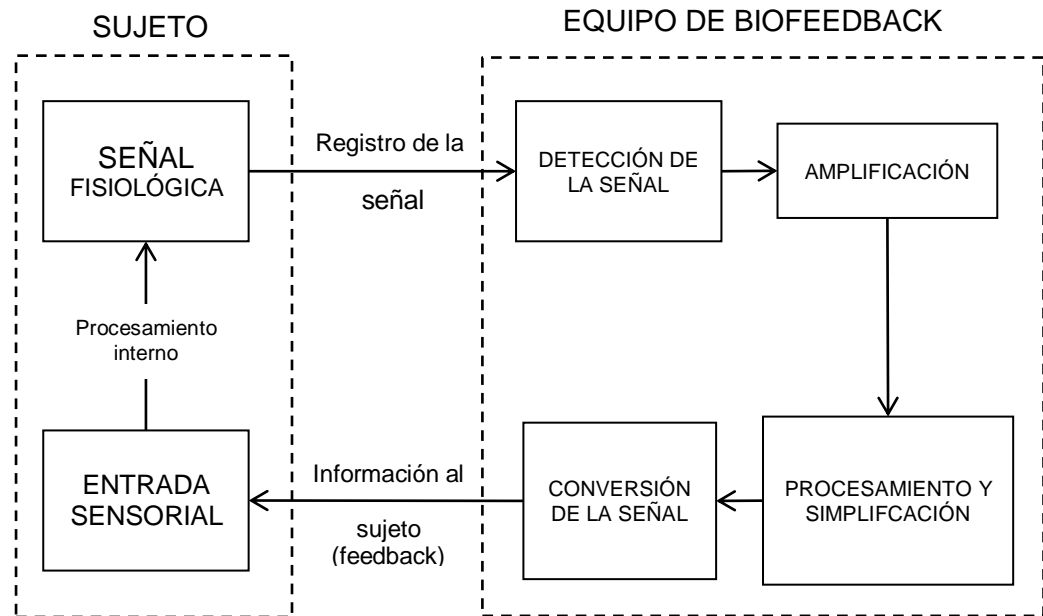 SUJETO
EQUIPO DE BIOFEEDBACK
SEÑAL
FISIOLÓGICA
Registro de la
señal
DETECCIÓN DE
LA SEÑAL
AMPLIFICACIÓN
Procesamiento
interno
ENTRADA
SENSORIAL
Información al
sujeto
(feedback)
CONVERSIÓN
DE LA SEÑAL
PROCESAMIENTO Y
SIMPLIFCACIÓN